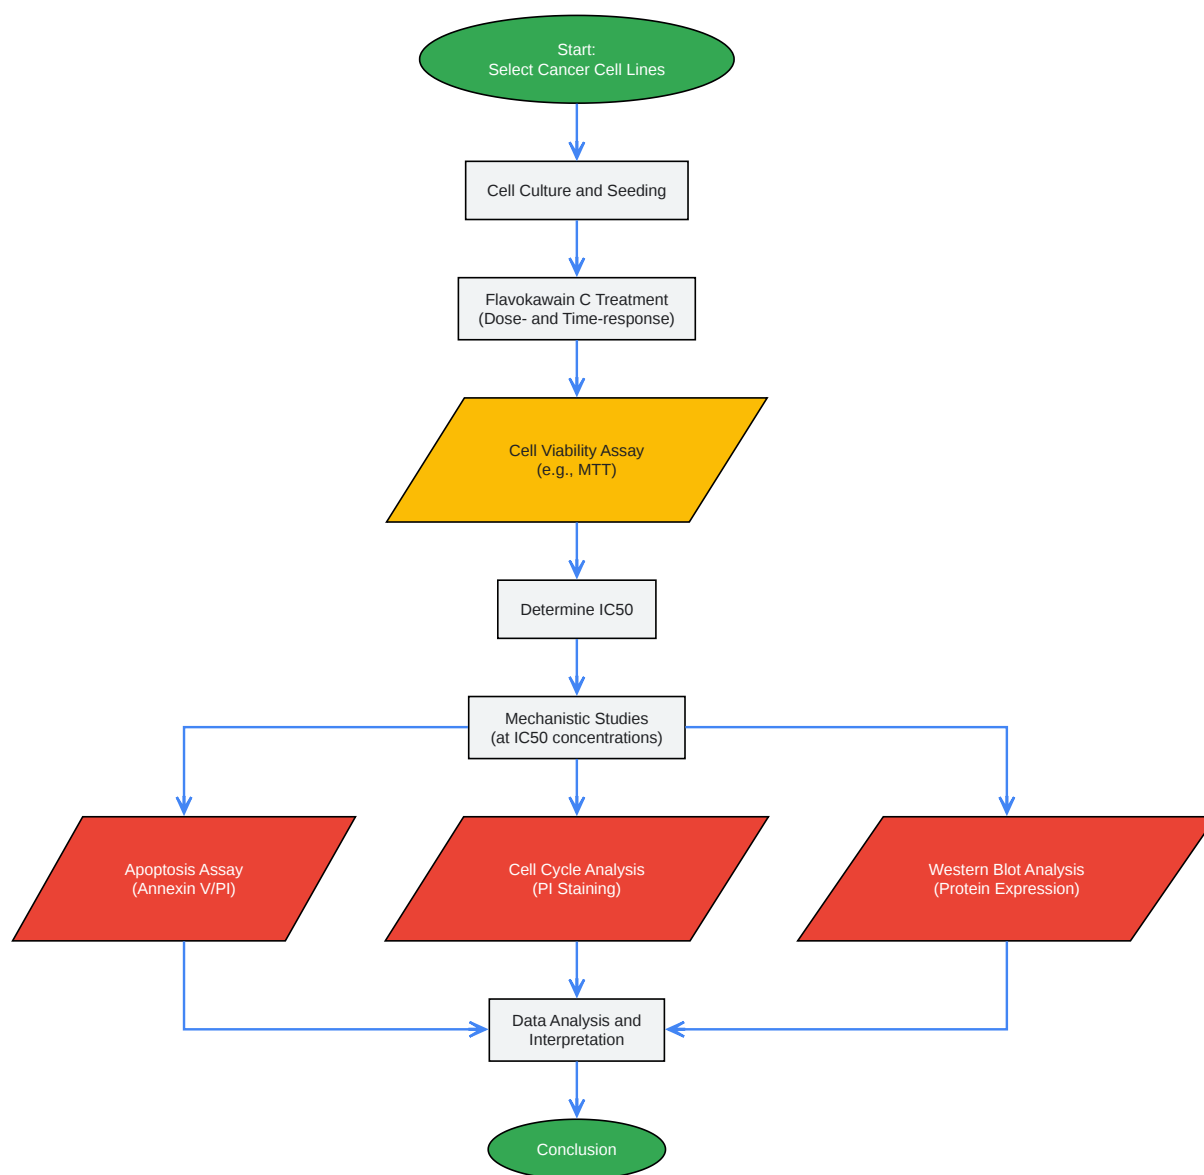 Start:
Select Cancer Cell Lines
Cell Culture and Seeding
Flavokawain C Treatment
(Dose- and Time-response)
Cell Viability Assay
(e.g., MTT)
Determine IC50
Mechanistic Studies
(at IC50 concentrations)
Apoptosis Assay
(Annexin V/PI)
Cell Cycle Analysis
(PI Staining)
Western Blot Analysis
(Protein Expression)
Data Analysis and
Interpretation
Conclusion